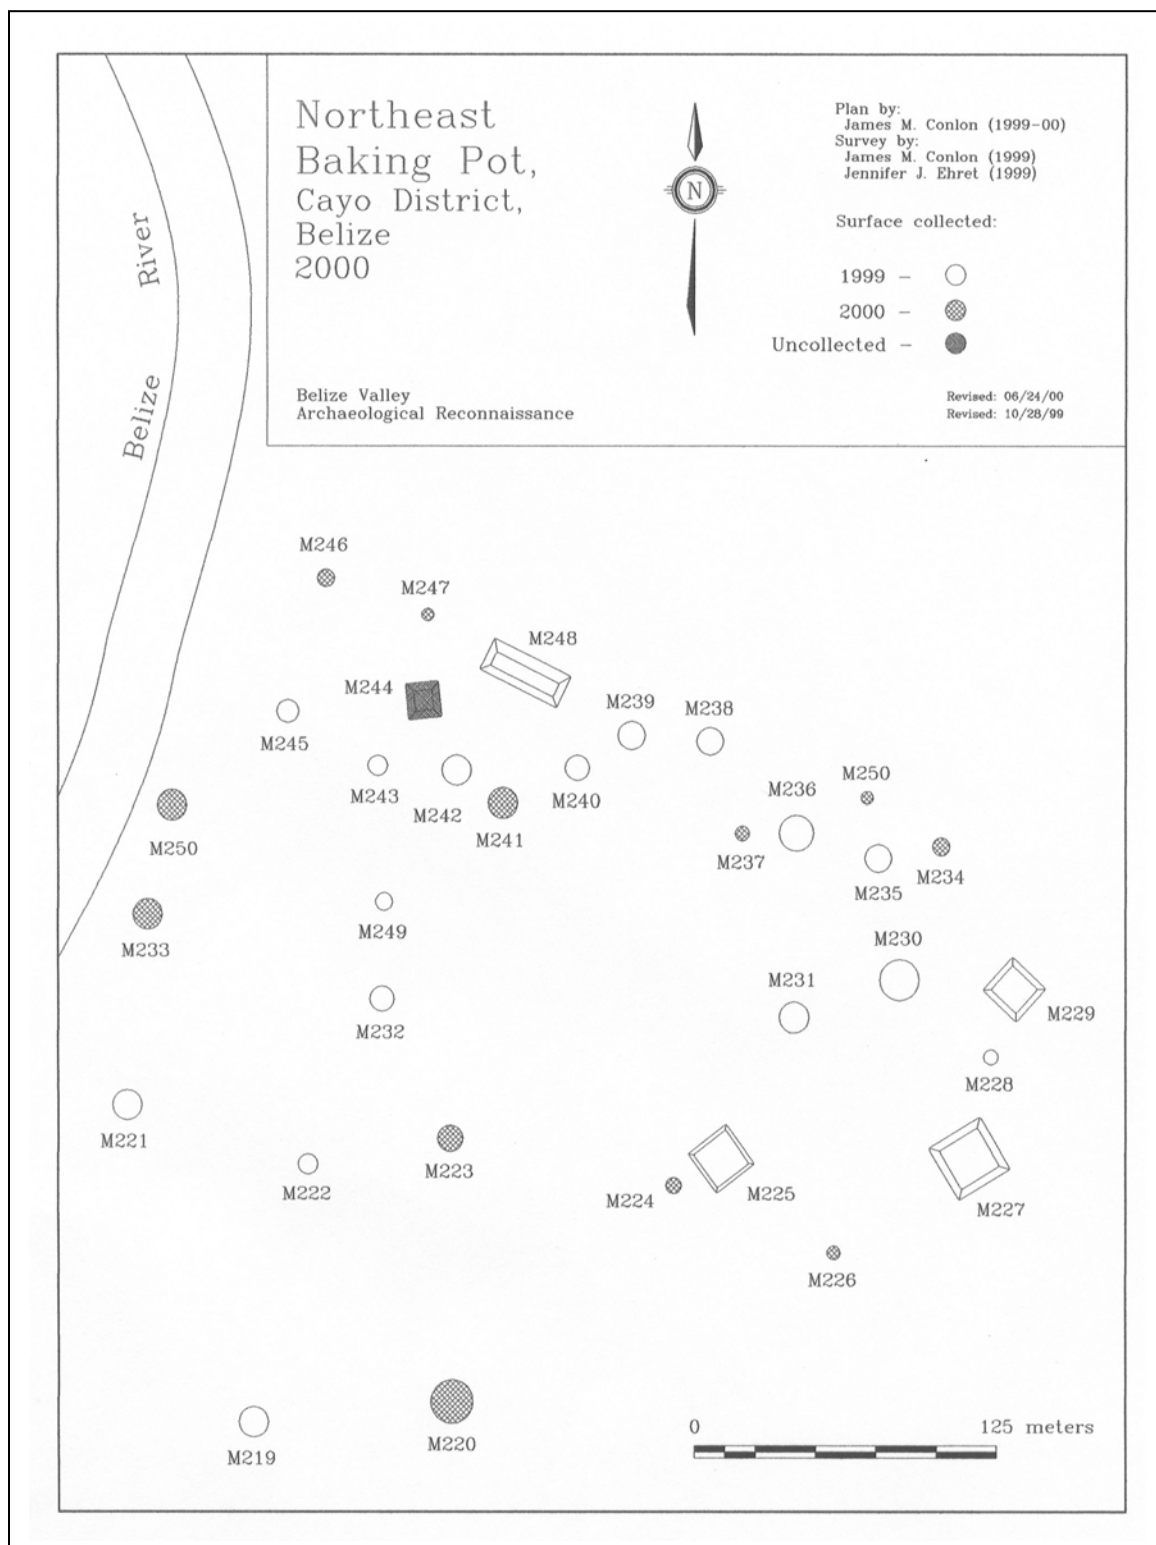 Northeast
Baking Pot,
Cayo District,
Belize
2000
Belize Valley
Archaeological Reconnaissance
N
Plan by:
James M. Conlon (1999-00)
Survey by:
James M. Conlon (1999)
Jennifer J. Ehret (1999)
Surface collected:
1999 -
2000 -
Uncollected -
Revised: 06/24/00
Revised: 10/28/99
Belize River
M246
M247
M248
M244
M239
M238
M245
M243
M242
M241
M240
M250
M236
M250
M237
M235
M234
M233
M249
M230
M232
M231
M229
M228
M221
M222
M223
M224
M225
M227
M226
M219
M220
0 125 meters